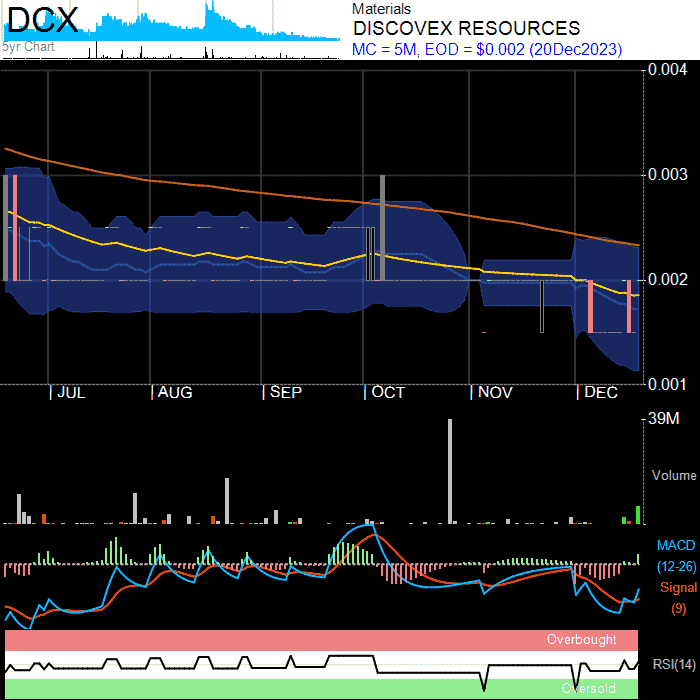 DCX
5yr Chart
Materials
DISCOVEX RESOURCES
MC = 5M, EOD = $0.002 (20Dec2023)
0.004
0.003
0.002
0.001
JUL
AUG
SEP
OCT
NOV
DEC
39M
Volume
MACD
(12-26)
Signal
(9)
Overbought
RSI(14)
Oversold